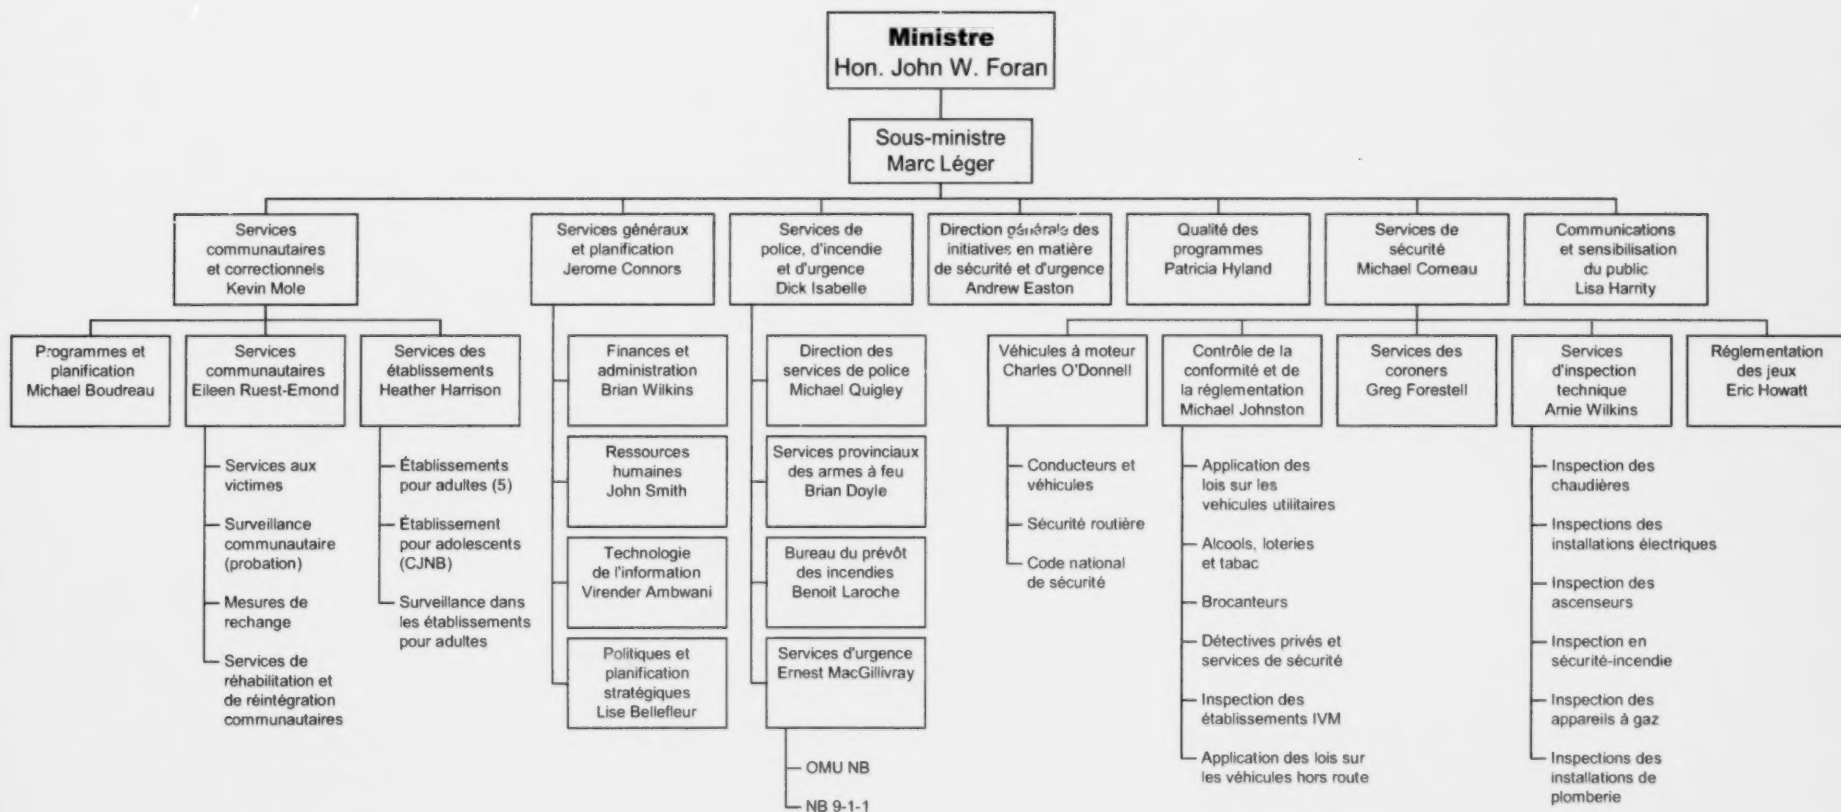 Ministre
Hon. John W. Foran
Sous-ministre
Marc Léger
Services
communautaires
et correctionnels
Kevin Mole
Services généraux
et planification
Jerome Connors
Services de
police, d'incendie
et d'urgence
Dick Isabelle
Direction générale des
initiatives en matière
de sécurité et d'urgence
Andrew Easton
Qualité des
programmes
Patricia Hyland
Services de
sécurité
Michael Comeau
Communications
et sensibilisation
du public
Lisa Harrity
Programmes et
planification
Michael Boudreau
Services
communautaires
Eileen Ruest-Emond
Services des
établissements
Heather Harrison
Services aux
victimes
Surveillance
communautaire
(probation)
Mesures de
rechange
Services de
réhabilitation et
de réintégration
communautaires
Établissements
pour adultes (5)
Établissement
pour adolescents
(CJNB)
Surveillance dans
les établissements
pour adultes
Finances et
administration
Brian Wilkins
Ressources
humaines
John Smith
Technologie
de l'information
Virender Ambwani
Politiques et
planification
stratégiques
Lise Bellefleur
Direction des
services de police
Michael Quigley
Services provinciaux
des armes à feu
Brian Doyle
Bureau du prévôt
des incendies
Benoit Laroche
Services d'urgence
Ernest MacGillivray
OMU NB
NB 9-1-1
Véhicules à moteur
Charles O'Donnell
Conducteurs et
véhicules
Sécurité routière
Code national
de sécurité
Contrôle de la
conformité et de
la réglementation
Michael Johnston
Application des
lois sur les
vehicules utilitaires
Alcools, loteries
et tabac
Brocanteurs
Détectives privés et
services de sécurité
Inspection des
établissements IVM
Application des lois sur
les véhicules hors route
Services des
coroners
Greg Forestell
Services
d'inspection
technique
Arnie Wilkins
Inspection des
chaudières
Inspections des
installations électriques
Inspection des
ascenseurs
Inspection en
sécurité-incendie
Inspection des
appareils à gaz
Inspections des
installations de
plomberie
Réglementation
des jeux
Eric Howatt